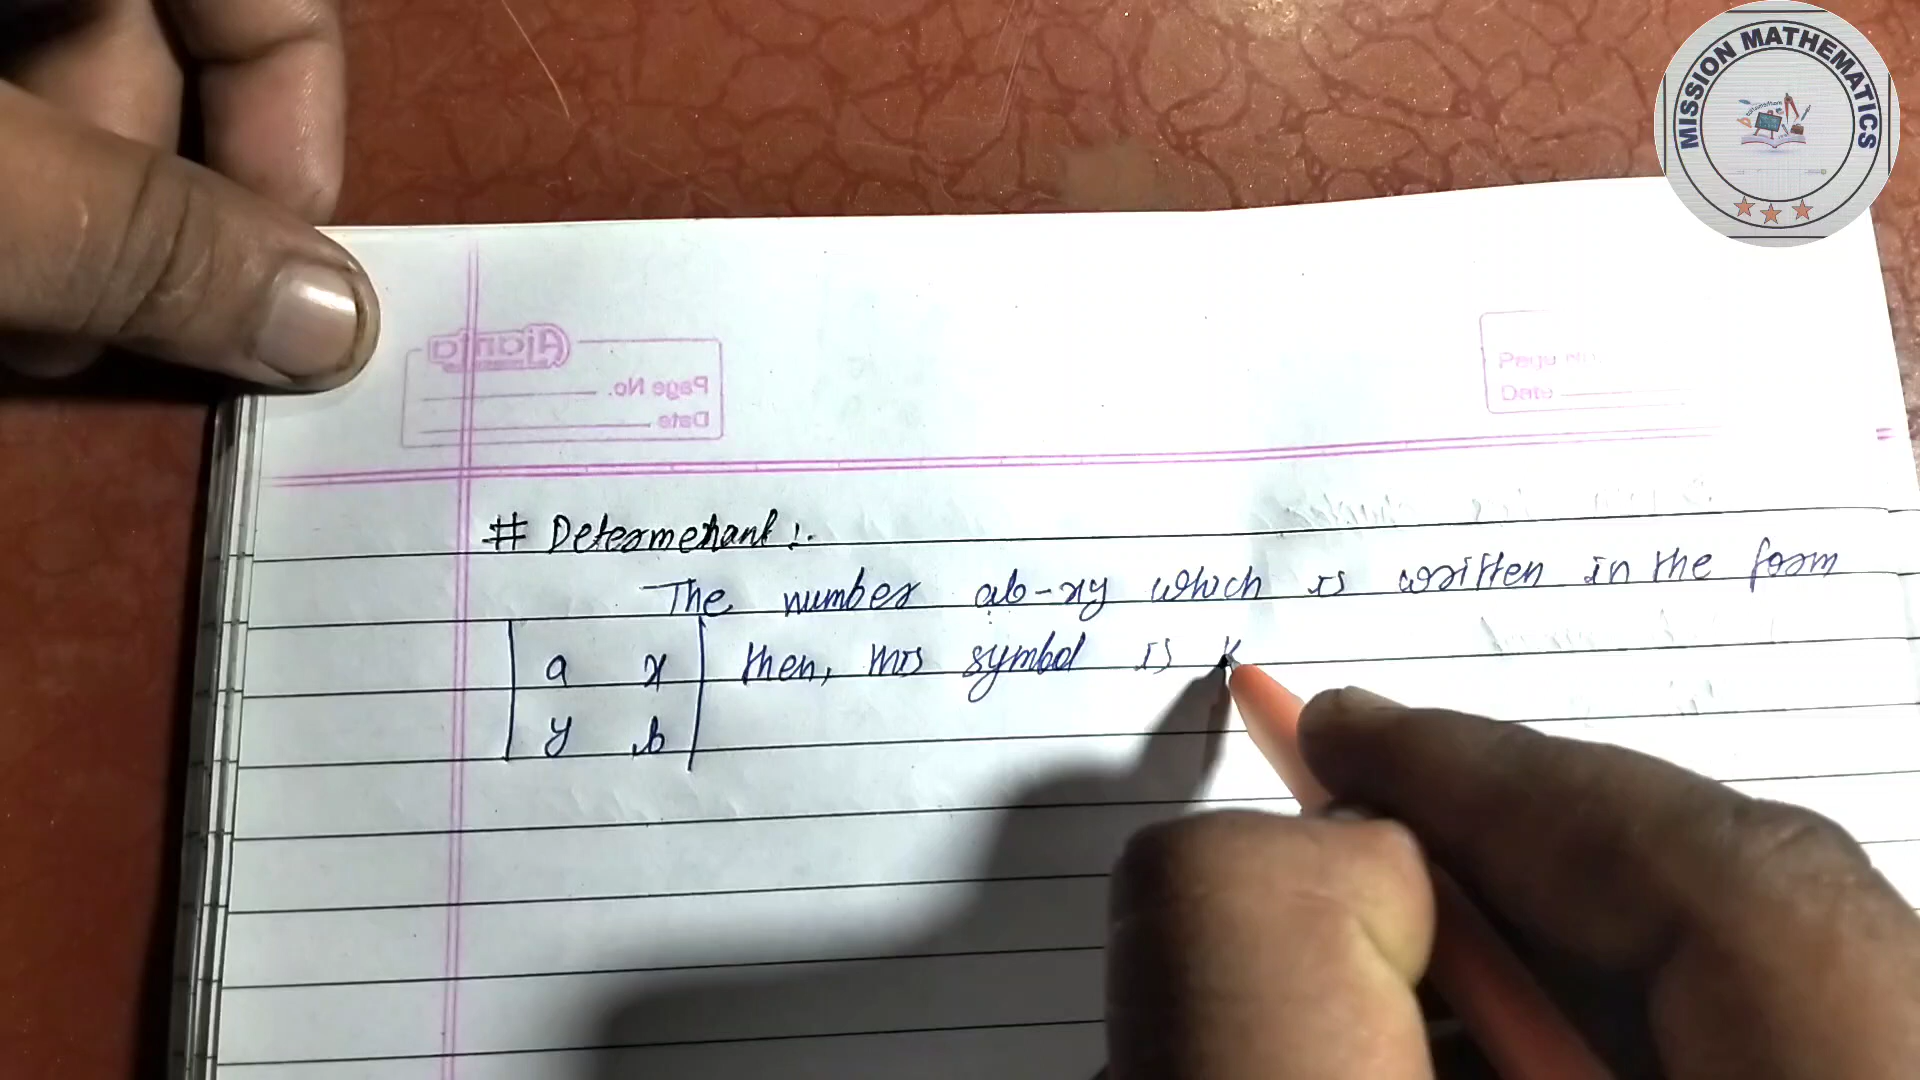 MISSION MATHEMATICS
Ajanta
Page No.
Date
Page No.
Date
# Determenant :-
The number ab-xy which is written in the form
a x then, this symbol is
y b